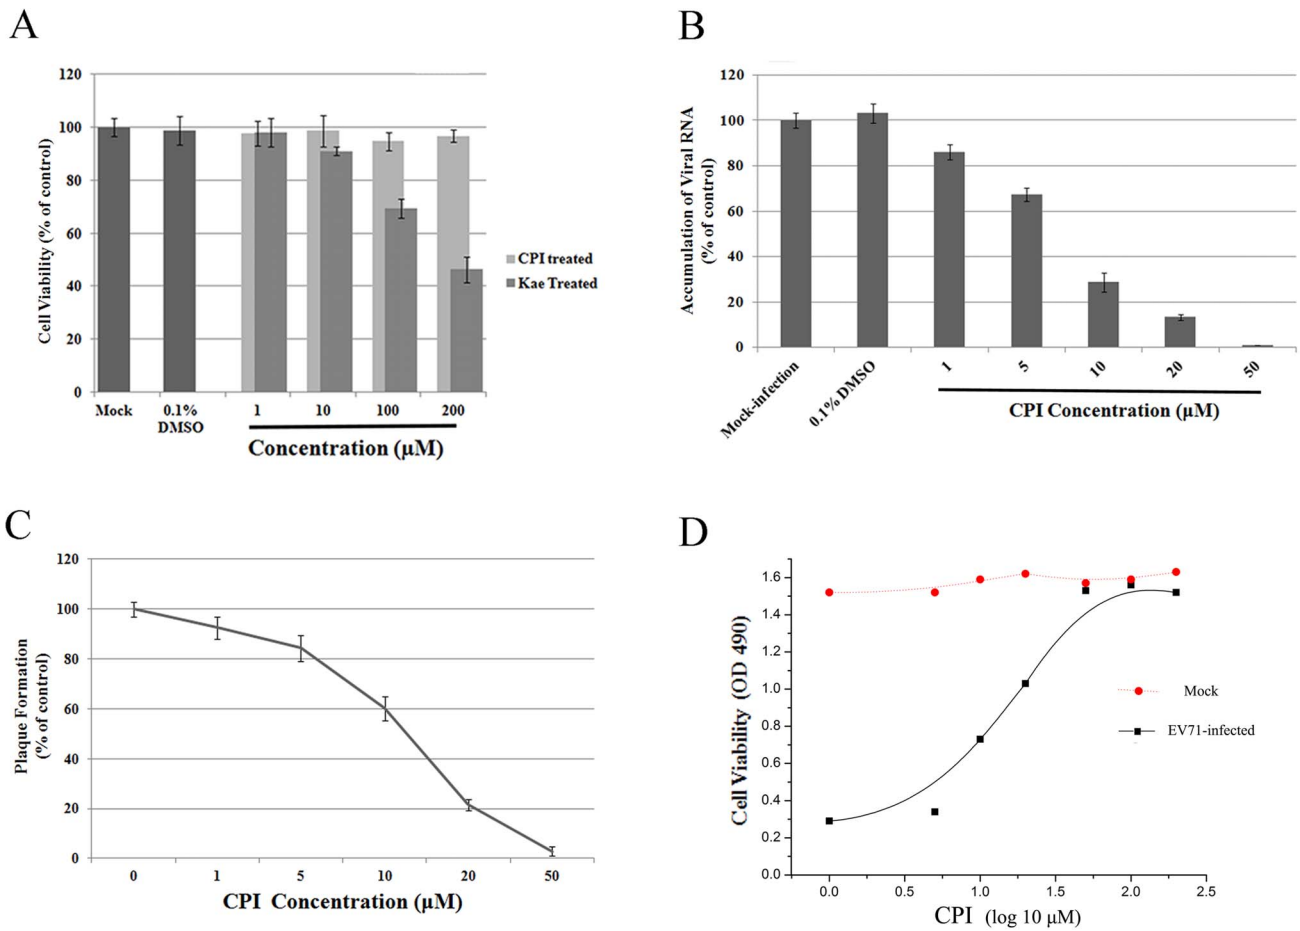 A
120
100
80
60
40
20
0
Cell Viability (% of control)
Mock
0.1%
DMSO
1
10
100
200
Concentration (µM)
CPI treated
Kae Treated
B
120
100
80
60
40
20
0
Accumulation of Viral RNA
(% of control)
Mock-infection
0.1% DMSO
1
5
10
20
50
CPI Concentration (µM)
C
120
100
80
60
40
20
0
Plaque Formation
(% of control)
0
1
5
10
20
50
CPI Concentration (µM)
D
1.6
1.4
1.2
1.0
0.8
0.6
0.4
0.2
0.0
Cell Viability (OD 490)
0.0
0.5
1.0
1.5
2.0
2.5
CPI (log 10 µM)
Mock
EV71-infected